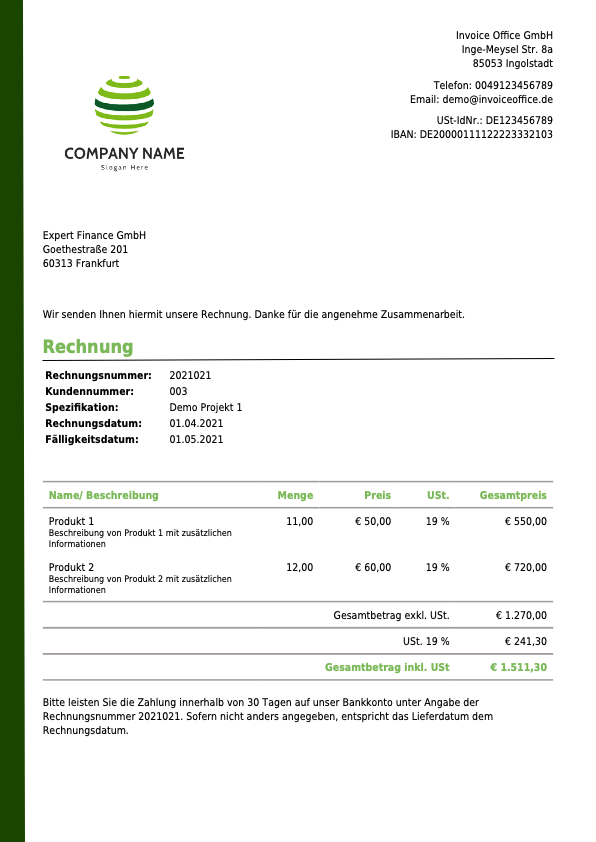 Invoice Office GmbH
Inge-Meysel Str. 8a
85053 Ingolstadt
Telefon: 0049123456789
Email: demo@invoiceoffice.de
USt-IdNr.: DE123456789
IBAN: DE20000111122223332103
COMPANY NAME
Slogan Here
Expert Finance GmbH
Goethestraße 201
60313 Frankfurt
Wir senden Ihnen hiermit unsere Rechnung. Danke für die angenehme Zusammenarbeit.
Rechnung
Rechnungsnummer: 2021021
Kundennummer: 003
Spezifikation: Demo Projekt 1
Rechnungsdatum: 01.04.2021
Fälligkeitsdatum: 01.05.2021
Name/ Beschreibung Menge Preis USt. Gesamtpreis
Produkt 1 11,00 € 50,00 19 % € 550,00
Beschreibung von Produkt 1 mit zusätzlichen
Informationen
Produkt 2 12,00 € 60,00 19 % € 720,00
Beschreibung von Produkt 2 mit zusätzlichen
Informationen
Gesamtbetrag exkl. USt. € 1.270,00
USt. 19 % € 241,30
Gesamtbetrag inkl. USt € 1.511,30
Bitte leisten Sie die Zahlung innerhalb von 30 Tagen auf unser Bankkonto unter Angabe der
Rechnungsnummer 2021021. Sofern nicht anders angegeben, entspricht das Lieferdatum dem
Rechnungsdatum.